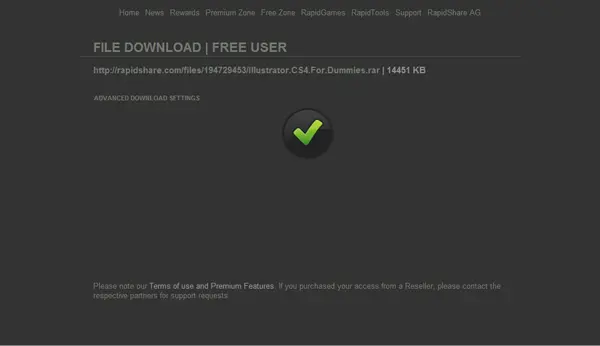 Home News Rewards Premium Zone Free Zone RapidGames RapidTools Support RapidShare AG
FILE DOWNLOAD | FREE USER
http://rapidshare.com/files/194729453/Illustrator.CS4.For.Dummies.rar | 14451 KB
ADVANCED DOWNLOAD SETTINGS
Please note our Terms of use and Premium Features. If you purchased your access from a Reseller, please contact the
respective partners for support requests